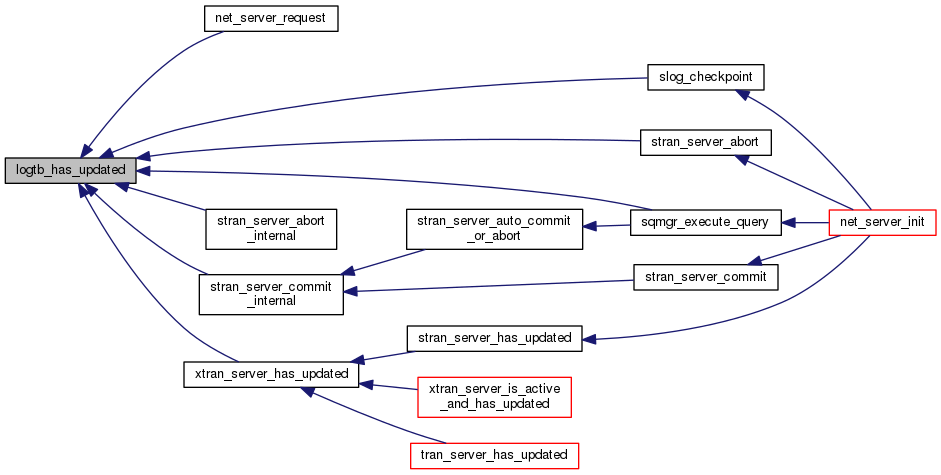 net_server_request
slog_checkpoint
stran_server_abort
logtb_has_updated
stran_server_abort
_internal
stran_server_auto_commit
_or_abort
sqmgr_execute_query
net_server_init
stran_server_commit
_internal
stran_server_commit
stran_server_has_updated
xtran_server_has_updated
xtran_server_is_active
_and_has_updated
tran_server_has_updated